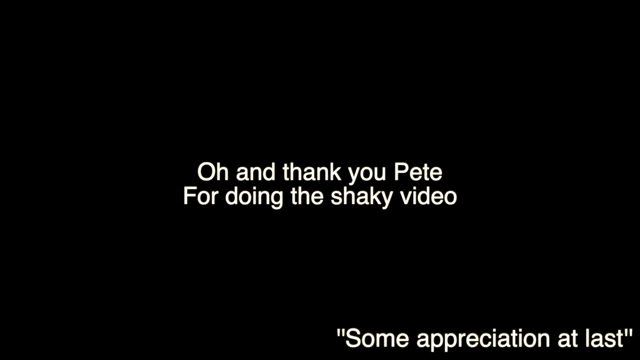 Oh and thank you Pete
For doing the shaky video
"Some appreciation at last"